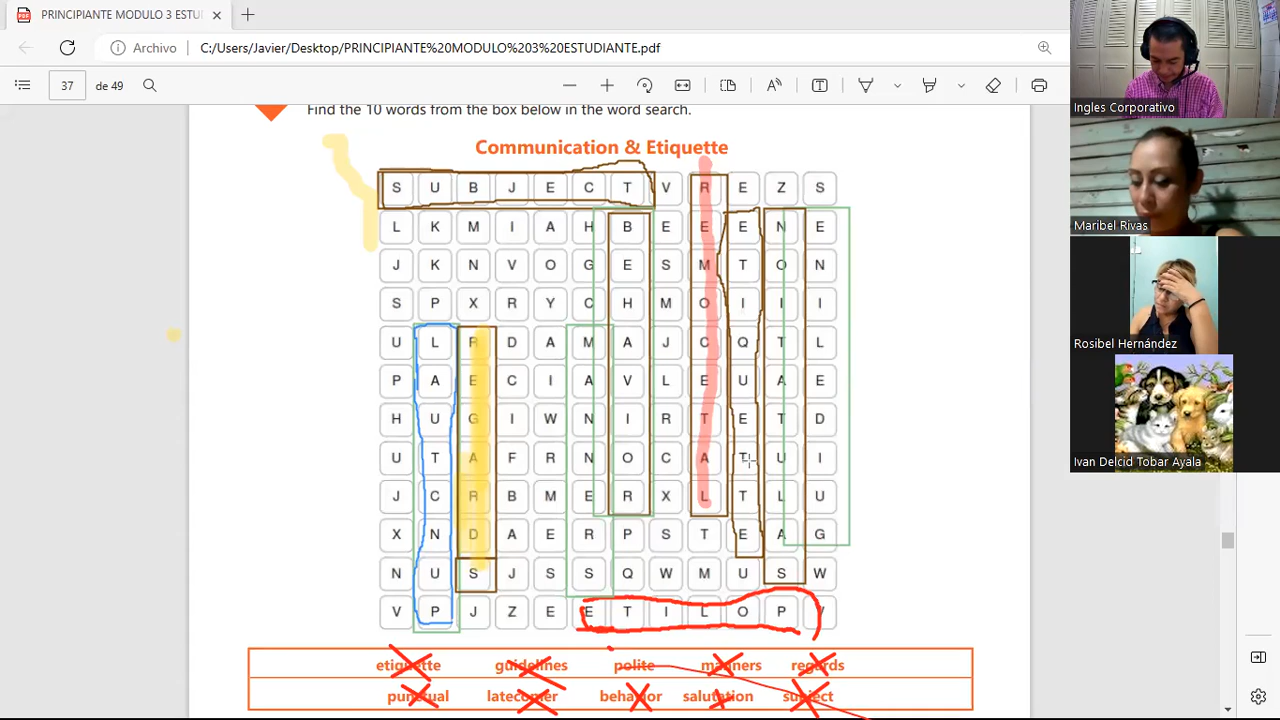 PRINCIPIANTE MODULO 3 ESTU
Archivo
C:/Users/Javier/Desktop/PRINCIPIANTE%20MODULO%203%20ESTUDIANTE.pdf
37
de 49
Find the 10 words from the box below in the word search.
Communication & Etiquette
S U B J E C T V R E Z S
L K M I A H B E E E N E
J K N V O G E S M T O N
S P X R Y C H M O I I I
U L R D A M A J C Q T L
P A E C I A V L E U A E
H U G I W N I R T E T D
U T A F R N O C A T U I
J C R B M E R X L T L U
X N D A E R P S T E A G
N U S J S S Q W M U S W
V P J Z E E T I L O P V
etiquette guidelines polite manners regards
punctual latecomer behavior salutation subject
Ingles Corporativo
Maribel Rivas
Rosibel Hernández
Ivan Delcid Tobar Ayala